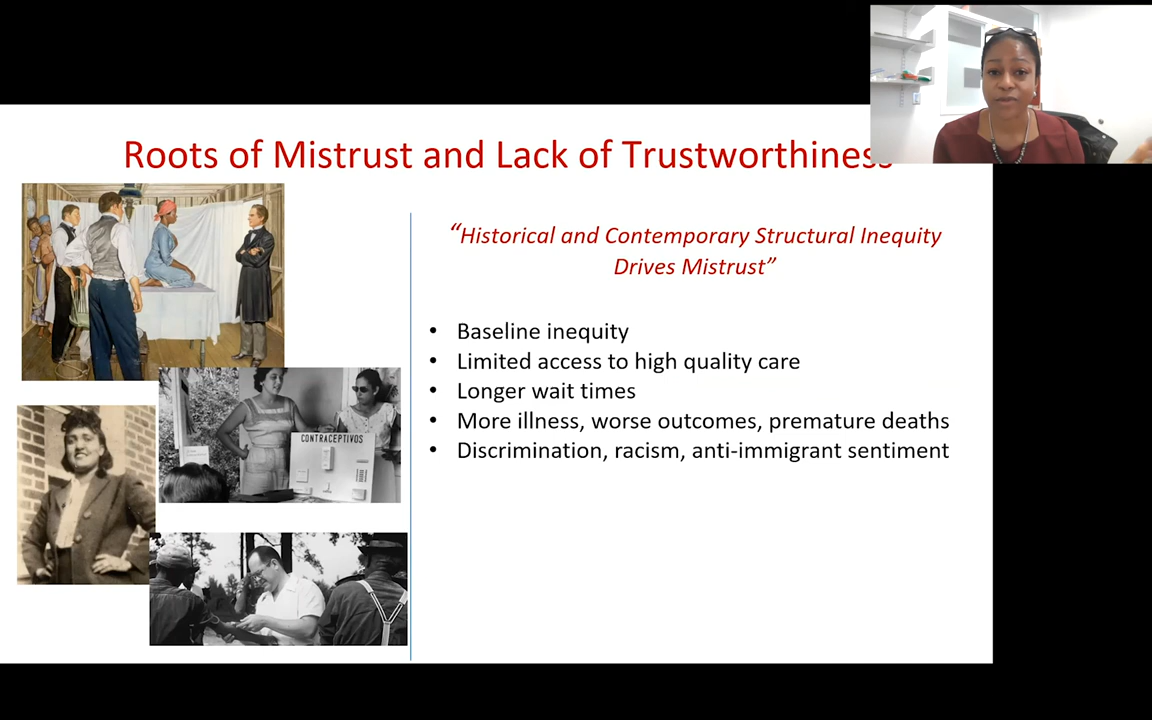 Roots of Mistrust and Lack of Trustworthiness
"Historical and Contemporary Structural Inequity
Drives Mistrust"
• Baseline inequity
• Limited access to high quality care
• Longer wait times
• More illness, worse outcomes, premature deaths
• Discrimination, racism, anti-immigrant sentiment
CONTRACEPTIVOS